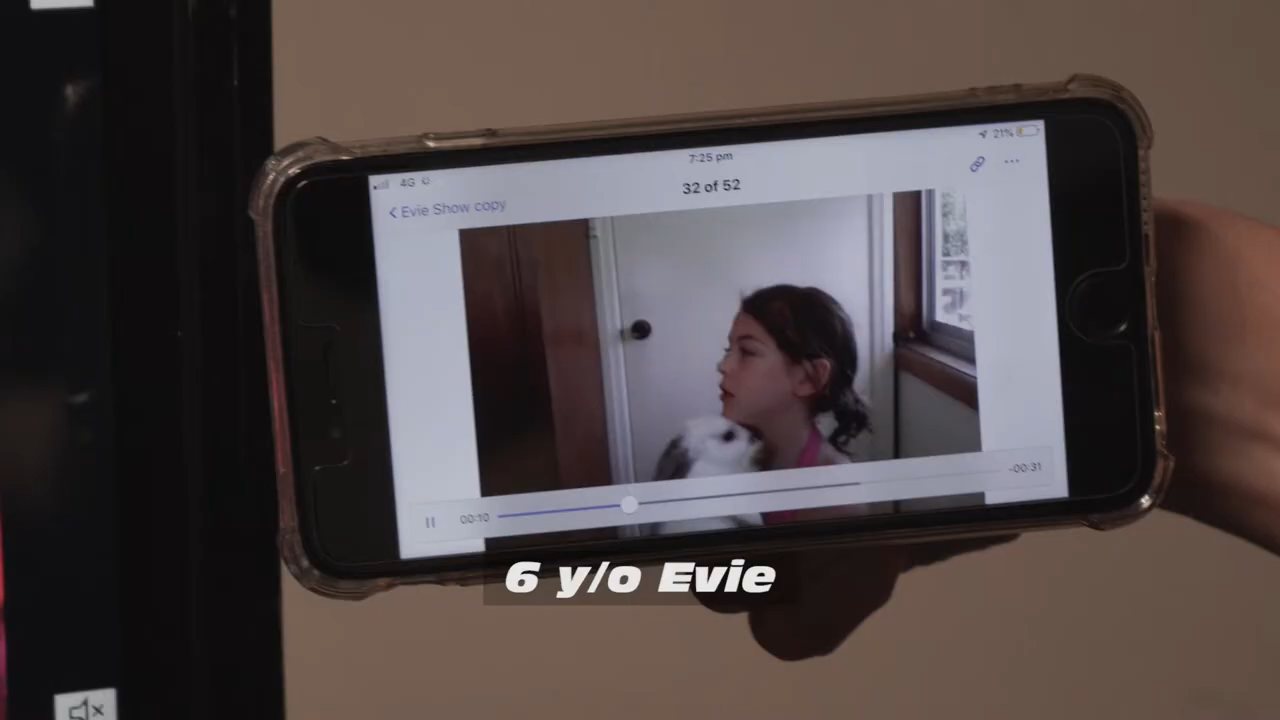 7:25 pm
21%
4G
32 of 52
Evie Show copy
00:10
-00:31
6 y/o Evie